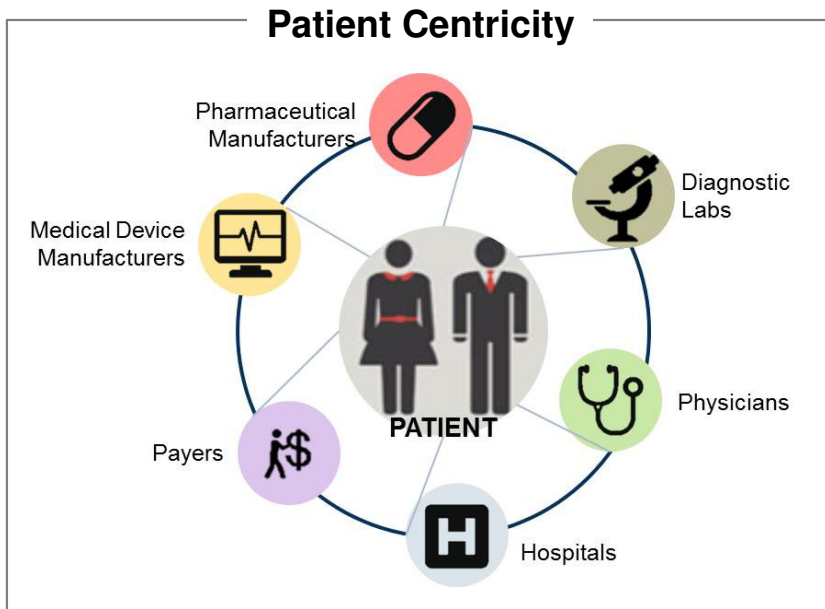 Patient Centricity
Pharmaceutical
Manufacturers
Diagnostic
Labs
Medical Device
Manufacturers
Physicians
PATIENT
Payers
$
H
Hospitals